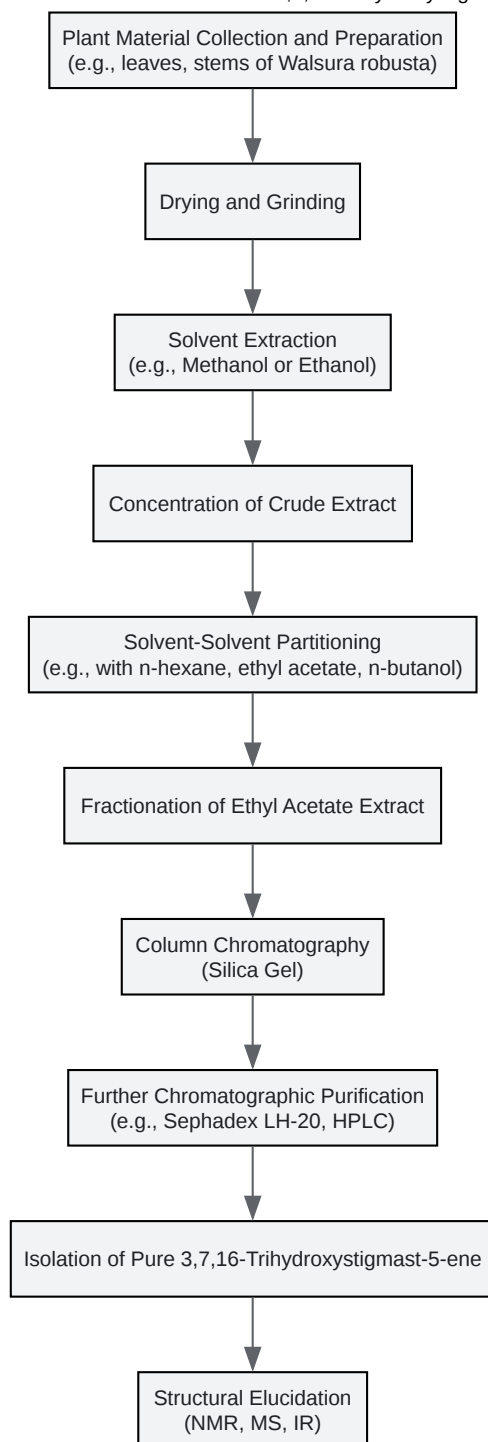 Plant Material Collection and Preparation
(e.g., leaves, stems of Walsura robusta)
Drying and Grinding
Solvent Extraction
(e.g., Methanol or Ethanol)
Concentration of Crude Extract
Solvent-Solvent Partitioning
(e.g., with n-hexane, ethyl acetate, n-butanol)
Fractionation of Ethyl Acetate Extract
Column Chromatography
(Silica Gel)
Further Chromatographic Purification
(e.g., Sephadex LH-20, HPLC)
Isolation of Pure 3,7,16-Trihydroxystigmast-5-ene
Structural Elucidation
(NMR, MS, IR)